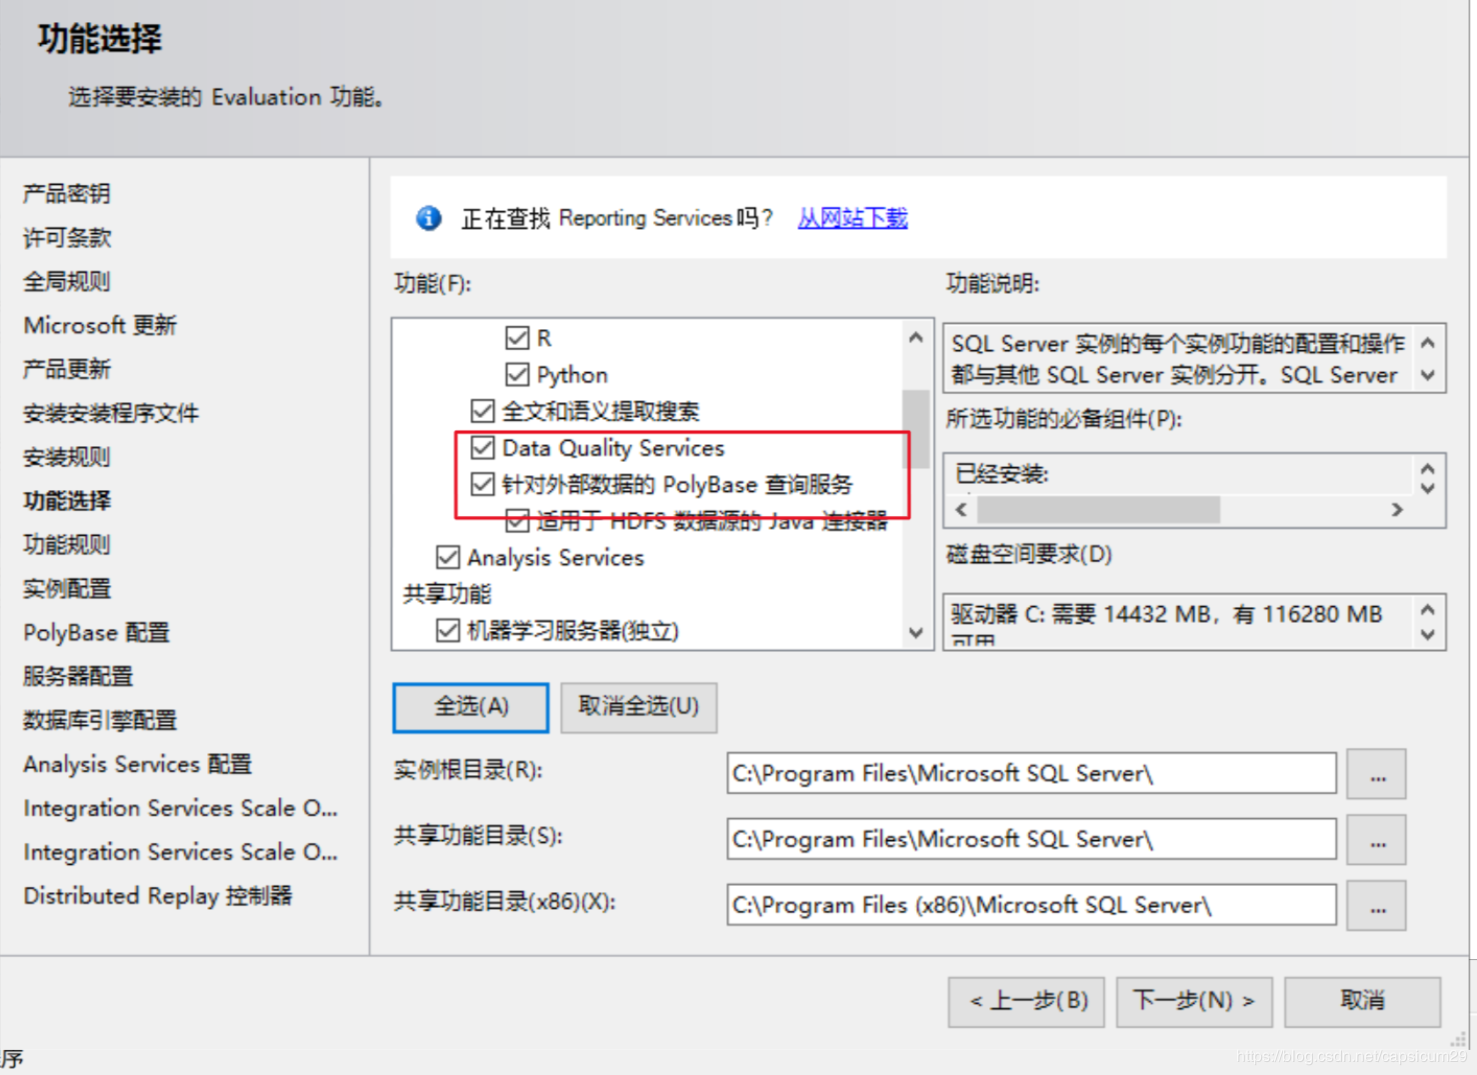 功能选择
选择要安装的 Evaluation 功能。
产品密钥
许可条款
全局规则
Microsoft 更新
产品更新
安装安装程序文件
安装规则
功能选择
功能规则
实例配置
PolyBase 配置
服务器配置
数据库引擎配置
Analysis Services 配置
Integration Services Scale O...
Integration Services Scale O...
Distributed Replay 控制器
正在查找 Reporting Services吗? 从网站下载
功能(F):
R
Python
全文和语义提取搜索
Data Quality Services
针对外部数据的 PolyBase 查询服务
适用于 HDFS 数据源的 Java 连接器
Analysis Services
共享功能
机器学习服务器(独立)
功能说明:
SQL Server 实例的每个实例功能的配置和操作
都与其他 SQL Server 实例分开。SQL Server
所选功能的必备组件(P):
已经安装:
磁盘空间要求(D)
驱动器 C: 需要 14432 MB，有 116280 MB
可用
全选(A) 取消全选(U)
实例根目录(R): C:\Program Files\Microsoft SQL Server\ ...
共享功能目录(S): C:\Program Files\Microsoft SQL Server\ ...
共享功能目录(x86)(X): C:\Program Files (x86)\Microsoft SQL Server\ ...
< 上一步(B) 下一步(N) > 取消
序
https://blog.csdn.net/capsicum29